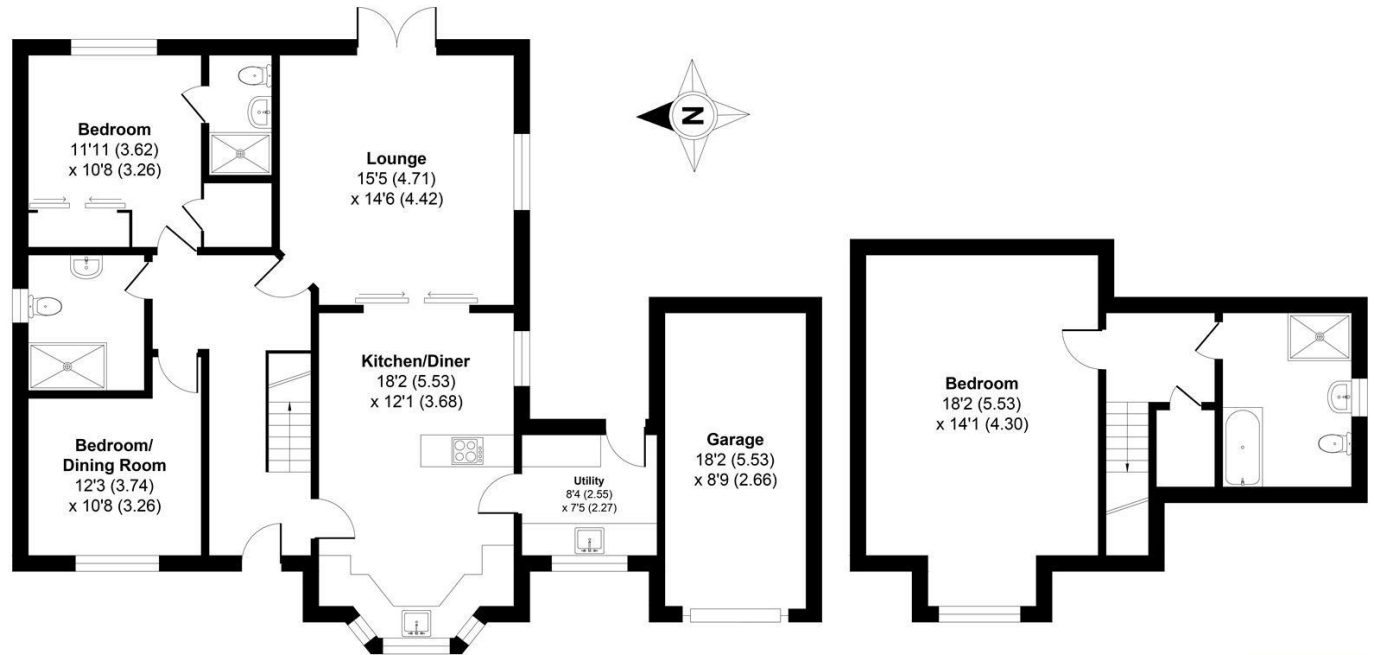 Bedroom
11'11 (3.62)
x 10'8 (3.26)
Lounge
15'5 (4.71)
x 14'6 (4.42)
N
Kitchen/Diner
18'2 (5.53)
x 12'1 (3.68)
Bedroom/
Dining Room
12'3 (3.74)
x 10'8 (3.26)
Utility
8'4 (2.55)
x 7'5 (2.27)
Garage
18'2 (5.53)
x 8'9 (2.66)
Bedroom
18'2 (5.53)
x 14'1 (4.30)